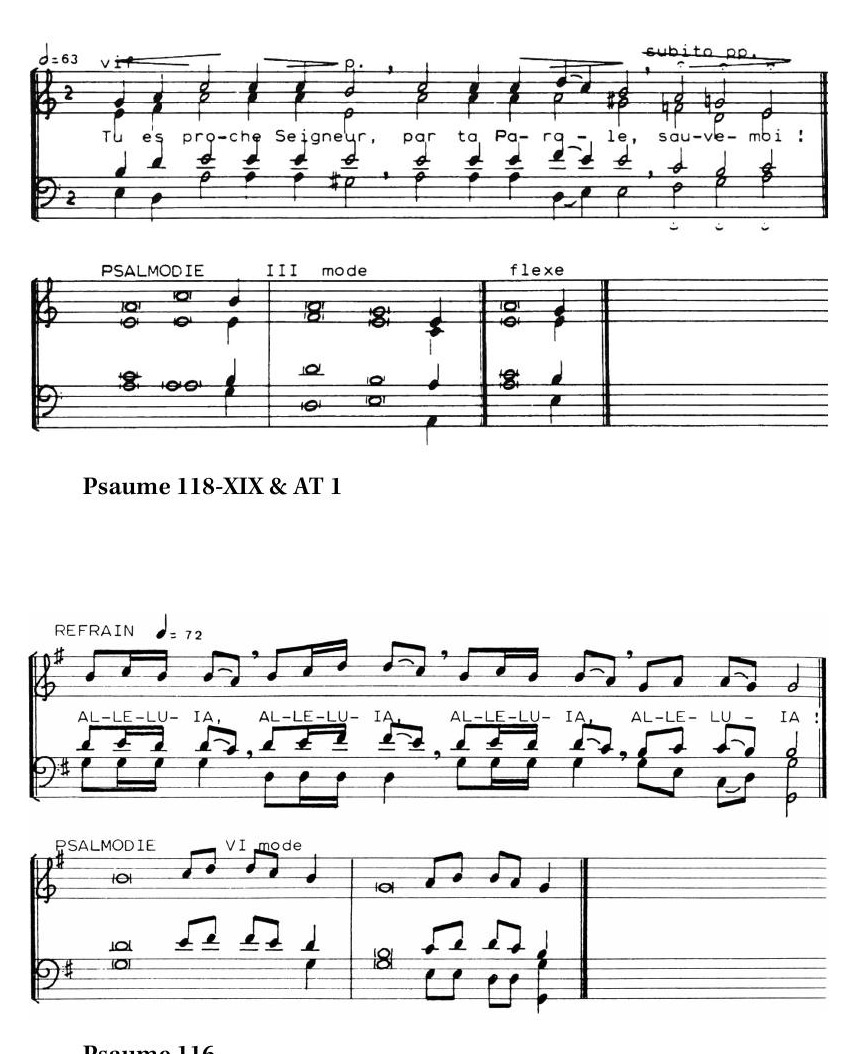 ♩=63 vif p. subito pp.
2
Tu es pro-che Seigneur, par ta Pa-ro-le, sau-ve-moi !
2
PSALMODIE III mode flexe
Psaume 118-XIX & AT 1
REFRAIN ♩= 72
AL-LE-LU-IA, AL-LE-LU-IA, AL-LE-LU-IA, AL-LE-LU-IA !
PSALMODIE VI mode
Psaume 116